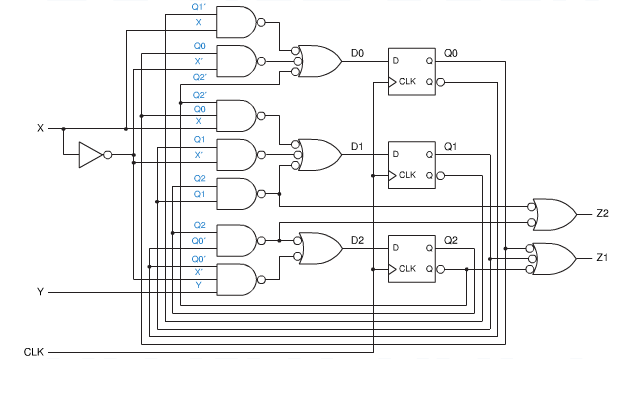 Q1'
X
Q0
X'
Q2'
Q2'
Q0
X
Q1
X'
Q2
Q1
Q2
Q0'
Q0'
X'
Y
X
Y
CLK
D0
D1
D2
D Q
CLK Q
Q0
D Q
CLK Q
Q1
D Q
CLK Q
Q2
Z2
Z1